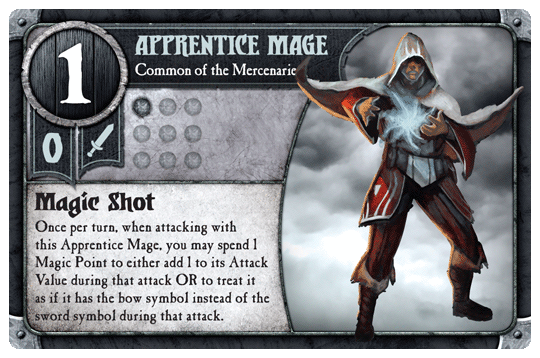 1
APPRENTICE MAGE
Common of the Mercenarie
0
Magic Shot
Once per turn, when attacking with
this Apprentice Mage, you may spend 1
Magic Point to either add 1 to its Attack
Value during that attack OR to treat it
as if it has the bow symbol instead of the
sword symbol during that attack.